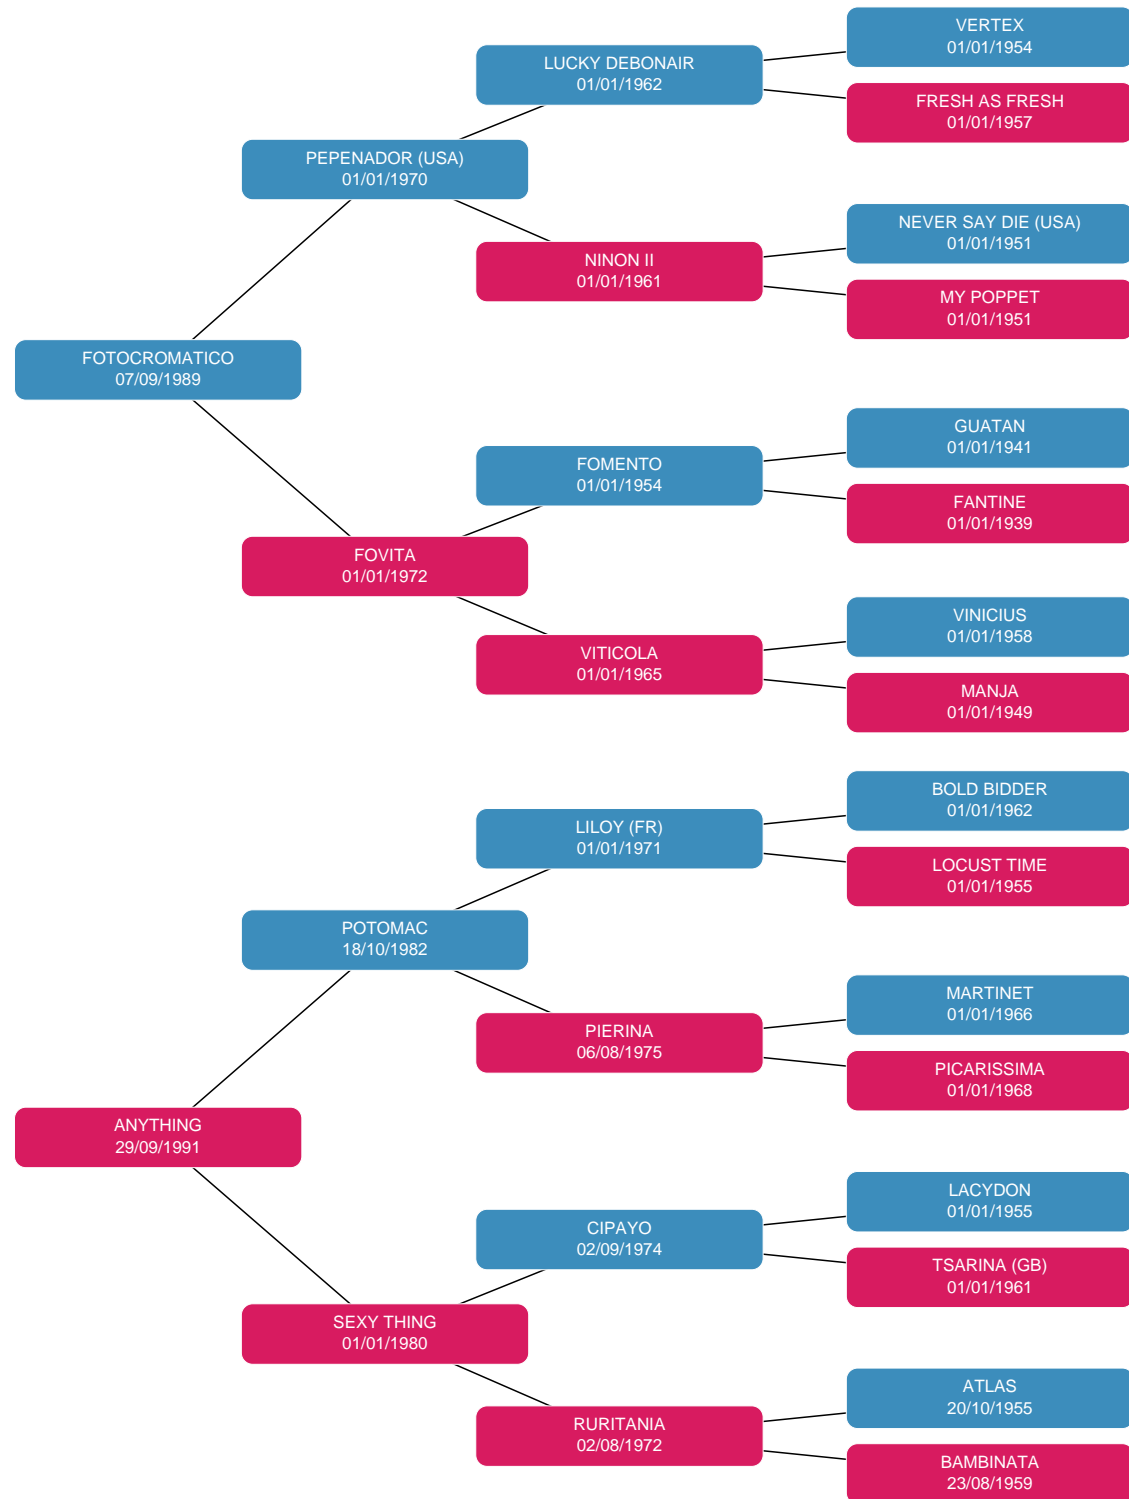 VERTEX
01/01/1954
LUCKY DEBONAIR
01/01/1962
FRESH AS FRESH
01/01/1957
PEPENADOR (USA)
01/01/1970
NEVER SAY DIE (USA)
01/01/1951
NINON II
01/01/1961
MY POPPET
01/01/1951
FOTOCROMATICO
07/09/1989
GUATAN
01/01/1941
FOMENTO
01/01/1954
FANTINE
01/01/1939
FOVITA
01/01/1972
VINICIUS
01/01/1958
VITICOLA
01/01/1965
MANJA
01/01/1949
BOLD BIDDER
01/01/1962
LILOY (FR)
01/01/1971
LOCUST TIME
01/01/1955
POTOMAC
18/10/1982
MARTINET
01/01/1966
PIERINA
06/08/1975
PICARISSIMA
01/01/1968
ANYTHING
29/09/1991
LACYDON
01/01/1955
CIPAYO
02/09/1974
TSARINA (GB)
01/01/1961
SEXY THING
01/01/1980
ATLAS
20/10/1955
RURITANIA
02/08/1972
BAMBINATA
23/08/1959